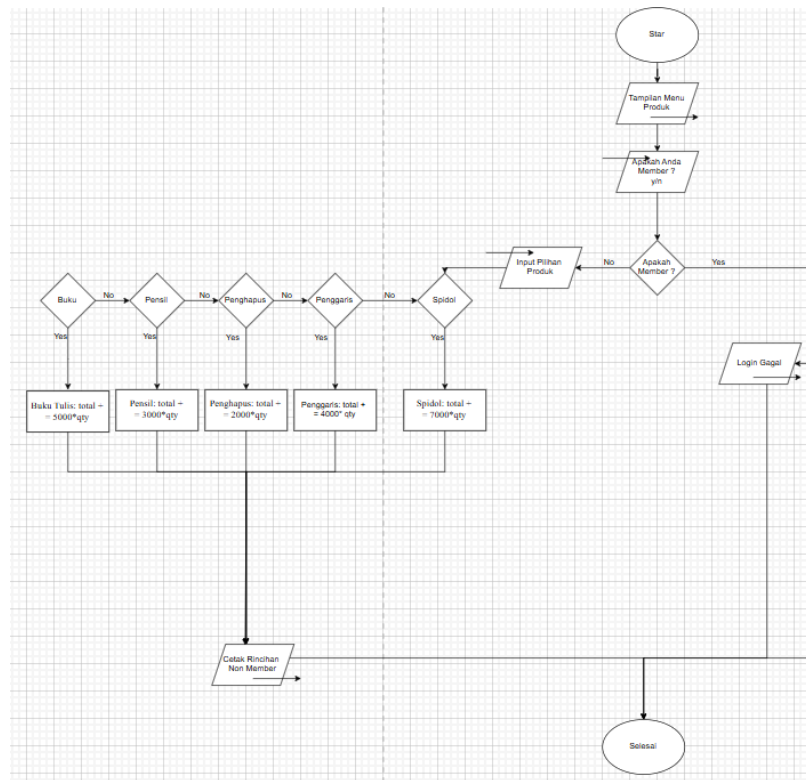 Star
Tampilan Menu
Produk
Apakah Anda
Member ?
y/n
Apakah
Member ?
No
Yes
Input Pilihan
Produk
Buku
No
Pensil
No
Penghapus
No
Penggaris
No
Spidol
Yes
Yes
Yes
Yes
Yes
Login Gagal
Buku Tulis: total +
= 5000*qty
Pensil: total +
= 3000*qty
Penghapus: total +
= 2000*qty
Penggaris: total +
= 4000* qty
Spidol: total +
= 7000*qty
Cetak Rincihan
Non Member
Selesai